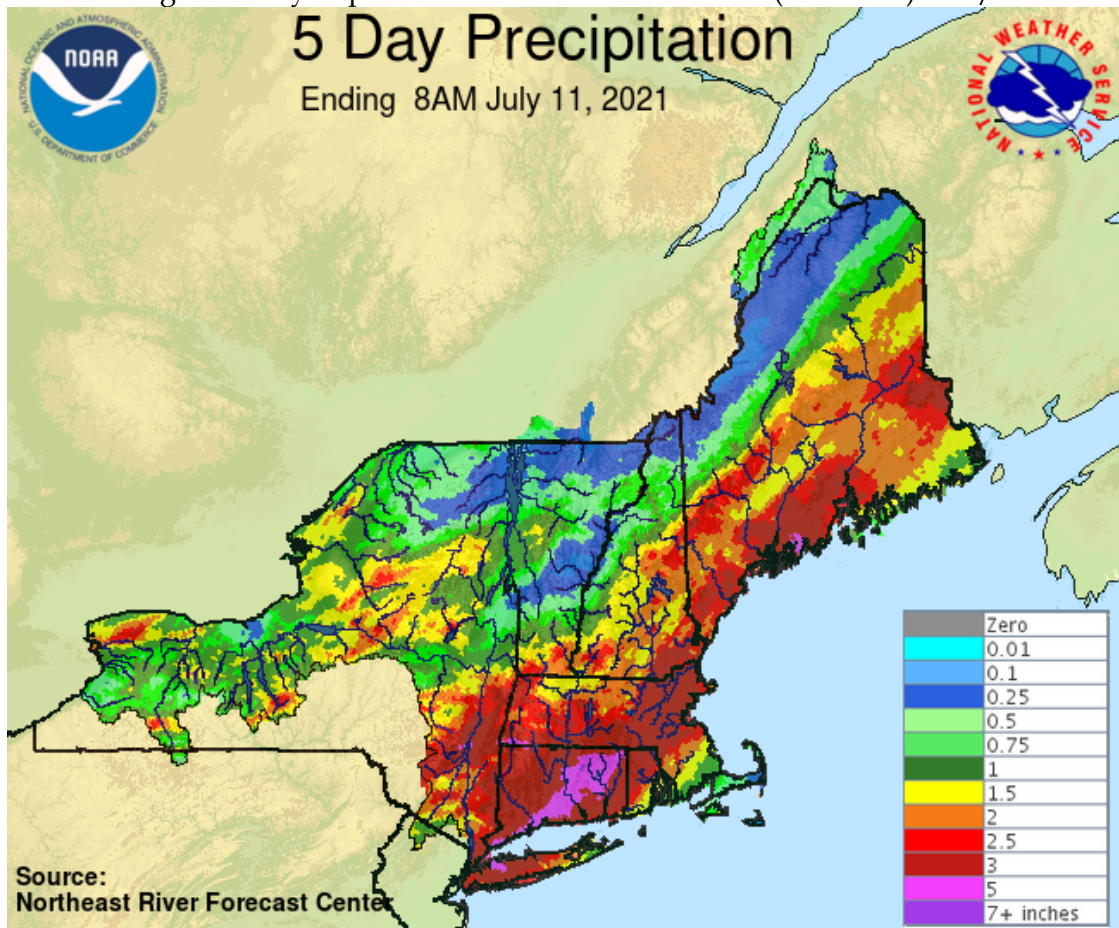 5 Day Precipitation
Ending 8AM July 11, 2021
NATIONAL OCEANIC AND ATMOSPHERIC ADMINISTRATION
NOAA
U.S. DEPARTMENT OF COMMERCE
NATIONAL WEATHER SERVICE
Zero
0.01
0.1
0.25
0.5
0.75
1
1.5
2
2.5
3
5
7+ inches
Source:
Northeast River Forecast Center